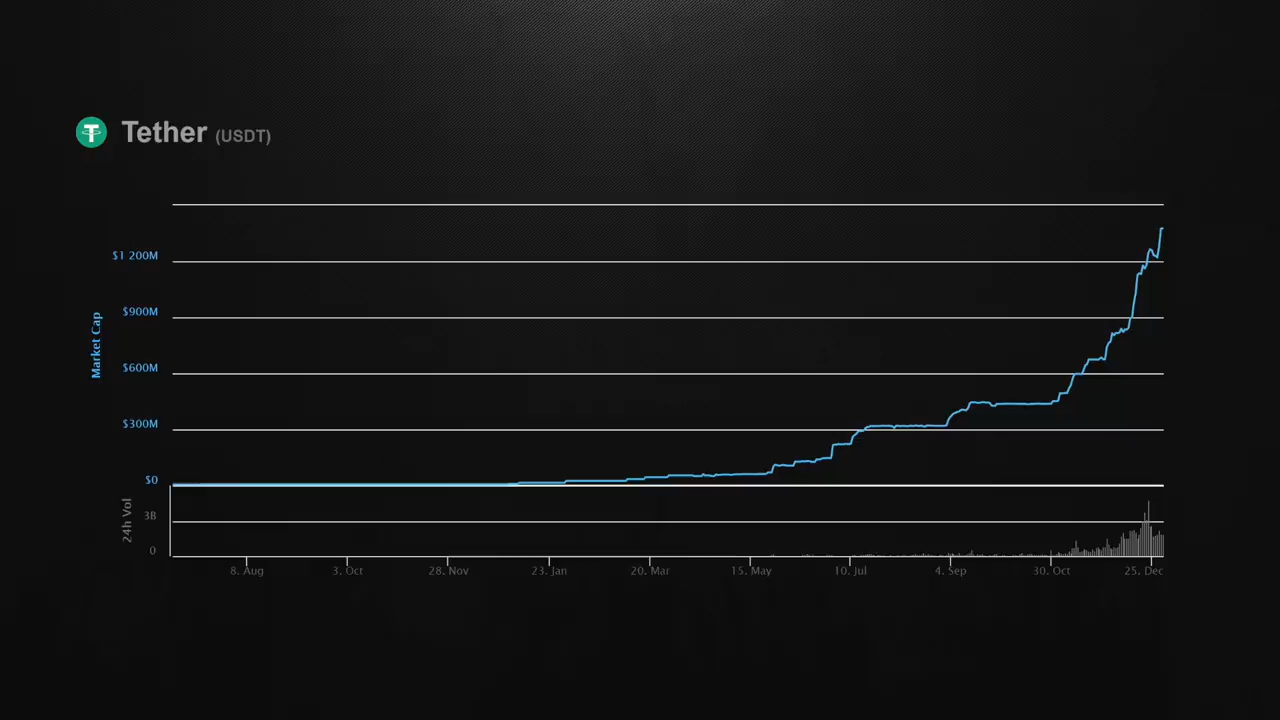 Tether (USDT)
$1 200M
$900M
$600M
$300M
$0
Market Cap
3B
0
24h Vol
8. Aug
3. Oct
28. Nov
23. Jan
20. Mar
15. May
10. Jul
4. Sep
30. Oct
25. Dec